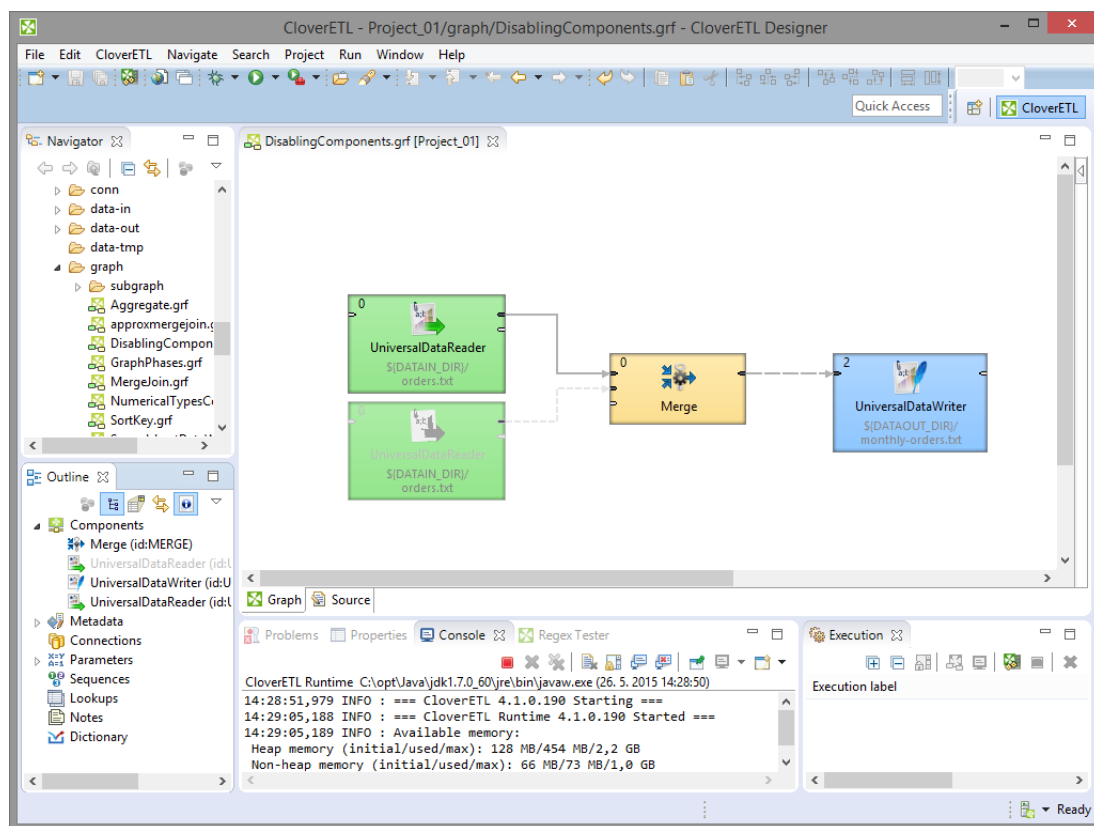 CloverETL - Project_01/graph/DisablingComponents.grf - CloverETL Designer
File Edit CloverETL Navigate Search Project Run Window Help
Quick Access
CloverETL
Navigator
conn
data-in
data-out
data-tmp
graph
subgraph
Aggregate.grf
approxmergejoin.g
DisablingCompon
GraphPhases.grf
MergeJoin.grf
NumericalTypesC
SortKey.grf
DisablingComponents.grf [Project_01]
0
UniversalDataReader
${DATAIN_DIR}/
orders.txt
0
UniversalDataReader
${DATAIN_DIR}/
orders.txt
0
Merge
2
UniversalDataWriter
${DATAOUT_DIR}/
monthly-orders.txt
Graph Source
Outline
Components
Merge (id:MERGE)
UniversalDataReader (id:U
UniversalDataWriter (id:U
UniversalDataReader (id:U
Metadata
Connections
Parameters
Sequences
Lookups
Notes
Dictionary
Problems Properties Console Regex Tester
CloverETL Runtime C:\opt\Java\jdk1.7.0_60\jre\bin\javaw.exe (26. 5. 2015 14:28:50)
14:28:51,979 INFO : === CloverETL 4.1.0.190 Starting ===
14:29:05,188 INFO : === CloverETL Runtime 4.1.0.190 Started ===
14:29:05,189 INFO : Available memory:
Heap memory (initial/used/max): 128 MB/454 MB/2,2 GB
Non-heap memory (initial/used/max): 66 MB/73 MB/1,0 GB
Execution
Execution label
Ready